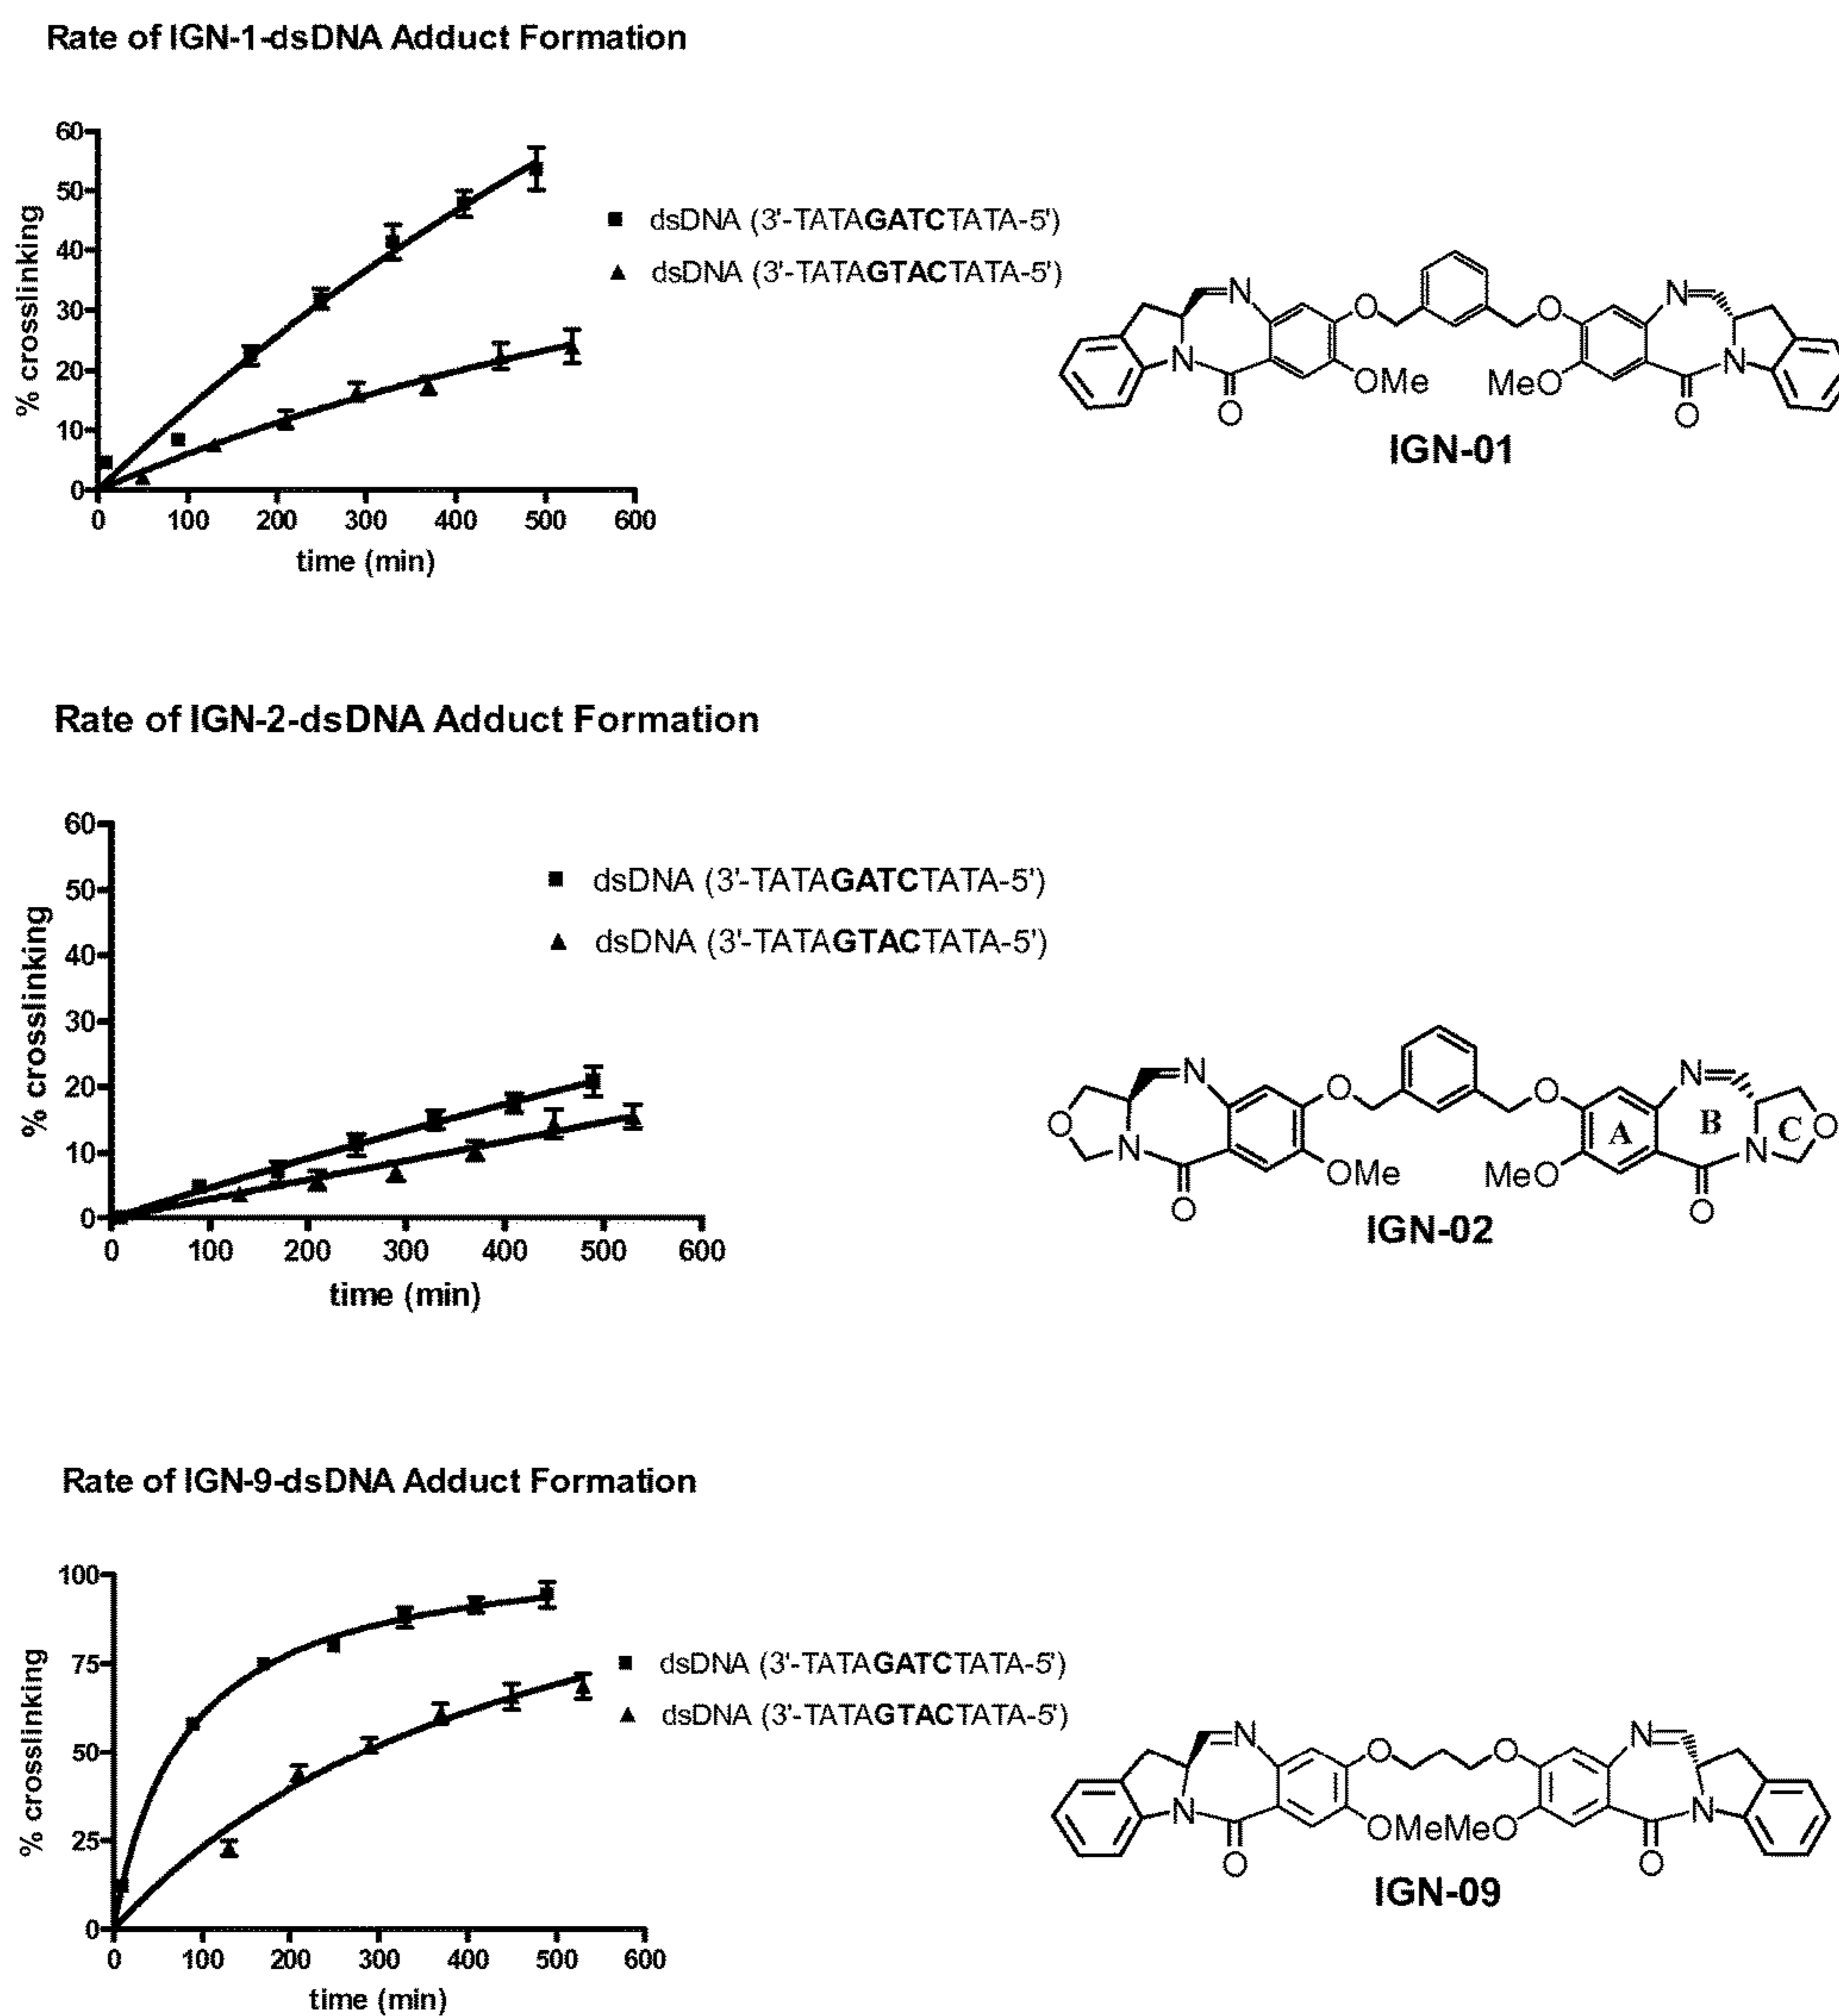 Rate of IGN-1-dsDNA Adduct Formation
60
50
40
30
20
10
0
% crosslinking
0 100 200 300 400 500 600
time (min)
dsDNA (3'-TATAGATCTATA-5')
dsDNA (3'-TATAGTACTATA-5')
N O O N
N OMe MeO N
O O
IGN-01
Rate of IGN-2-dsDNA Adduct Formation
60
50
40
30
20
10
0
% crosslinking
0 100 200 300 400 500 600
time (min)
dsDNA (3'-TATAGATCTATA-5')
dsDNA (3'-TATAGTACTATA-5')
N O O N
O A B C O
N OMe MeO N
O O
IGN-02
Rate of IGN-9-dsDNA Adduct Formation
100
75
50
25
0
% crosslinking
0 100 200 300 400 500 600
time (min)
dsDNA (3'-TATAGATCTATA-5')
dsDNA (3'-TATAGTACTATA-5')
N O O N
N OMeMeO N
O O
IGN-09